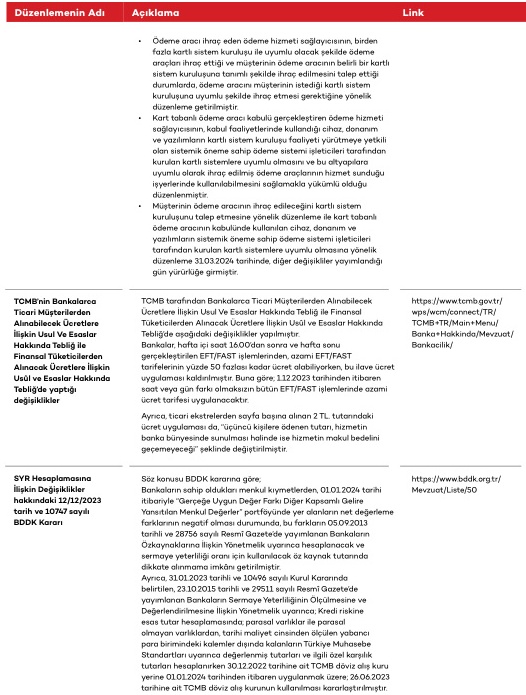 Düzenlemenin Adı Açıklama Link
• Ödeme aracı ihraç eden ödeme hizmeti sağlayıcısının, birden
fazla kartlı sistem kuruluşu ile uyumlu olacak şekilde ödeme
araçları ihraç ettiği ve müşterinin ödeme aracının belirli bir kartlı
sistem kuruluşuna tanımlı şekilde ihraç edilmesini talep ettiği
durumlarda, ödeme aracını müşterinin istediği kartlı sistem
kuruluşuna uyumlu şekilde ihraç etmesi gerektiğine yönelik
düzenleme getirilmiştir.
• Kart tabanlı ödeme aracı kabulü gerçekleştiren ödeme hizmeti
sağlayıcısının, kabul faaliyetlerinde kullandığı cihaz, donanım
ve yazılımların kartlı sistem kuruluşu faaliyeti yürütmeye yetkili
olan sistemik öneme sahip ödeme sistemi işleticileri tarafından
kurulan kartlı sistemlere uyumlu olmasını ve bu altyapılara
uyumlu olarak ihraç edilmiş ödeme araçlarının hizmet sunduğu
işyerlerinde kullanılabilmesini sağlamakla yükümlü olduğu
düzenlenmiştir.
• Müşterinin ödeme aracının ihraç edileceğini kartlı sistem
kuruluşunu talep etmesine yönelik düzenleme ile kart tabanlı
ödeme aracının kabulünde kullanılan cihaz, donanım ve
yazılımların sistemik öneme sahip ödeme sistemi işleticileri
tarafından kurulan kartlı sistemlere uyumlu olmasına yönelik
düzenleme 31.03.2024 tarihinde, diğer değişiklikler yayımlandığı
gün yürürlüğe girmiştir.
TCMB'nin Bankalarca
Ticari Müşterilerden
Alınabilecek Ücretlere
İlişkin Usul Ve Esaslar
Hakkında Tebliğ ile
Finansal Tüketicilerden
Alınacak Ücretlere İlişkin
Usûl ve Esaslar Hakkında
Tebliğ'de yaptığı
değişiklikler
TCMB tarafından Bankalarca Ticari Müşterilerden Alınabilecek
Ücretlere İlişkin Usul Ve Esaslar Hakkında Tebliğ ile Finansal
Tüketicilerden Alınacak Ücretlere İlişkin Usûl ve Esaslar Hakkında
Tebliğ'de aşağıdaki değişiklikler yapılmıştır.
Bankalar, hafta içi saat 16.00'dan sonra ve hafta sonu
gerçekleştirilen EFT/FAST işlemlerinden, azami EFT/FAST
tarifelerinin yüzde 50 fazlası kadar ücret alabiliyorken, bu ilave ücret
uygulaması kaldırılmıştır. Buna göre; 1.12.2023 tarihinden itibaren
saat veya gün farkı olmaksızın bütün EFT/FAST işlemlerinde azami
ücret tarifesi uygulanacaktır.
Ayrıca, ticari ekstrelerden sayfa başına alınan 2 TL. tutarındaki
ücret uygulaması da, “üçüncü kişilere ödenen tutarı, hizmetin
banka bünyesinde sunulması halinde ise hizmetin makul bedelini
geçemeyeceği” şeklinde değiştirilmiştir.
https://www.tcmb.gov.tr/
wps/wcm/connect/TR/
TCMB+TR/Main+Menu/
Banka+Hakkinda/Mevzuat/
Bankacilik/
SYR Hesaplamasına
İlişkin Değişiklikler
hakkındaki 12/12/2023
tarih ve 10747 sayılı
BDDK Kararı
Söz konusu BDDK kararına göre;
Bankaların sahip oldukları menkul kıymetlerden, 01.01.2024 tarihi
itibariyle “Gerçeğe Uygun Değer Farkı Diğer Kapsamlı Gelire
Yansıtılan Menkul Değerler” portföyünde yer alanların net değerleme
farklarının negatif olması durumunda, bu farkların 05.09.2013
tarihli ve 28756 sayılı Resmî Gazete'de yayımlanan Bankaların
Özkaynaklarına İlişkin Yönetmelik uyarınca hesaplanacak ve
sermaye yeterliliği oranı için kullanılacak öz kaynak tutarında
dikkate alınmama imkânı getirilmiştir.
Ayrıca, 31.01.2023 tarihli ve 10496 sayılı Kurul Kararında
belirtilen, 23.10.2015 tarihli ve 29511 sayılı Resmî Gazete'de
yayımlanan Bankaların Sermaye Yeterliliğinin Ölçülmesine ve
Değerlendirilmesine İlişkin Yönetmelik uyarınca; Kredi riskine
esas tutar hesaplamasında; parasal varlıklar ile parasal
olmayan varlıklardan, tarihi maliyet cinsinden ölçülen yabancı
para birimindeki kalemler dışında kalanların Türkiye Muhasebe
Standartları uyarınca değerlenmiş tutarları ve ilgili özel karşılık
tutarları hesaplanırken 30.12.2022 tarihine ait TCMB döviz alış kuru
yerine 01.01.2024 tarihinden itibaren uygulanmak üzere; 26.06.2023
tarihine ait TCMB döviz alış kurunun kullanılması kararlaştırılmıştır.
https://www.bddk.org.tr/
Mevzuat/Liste/50